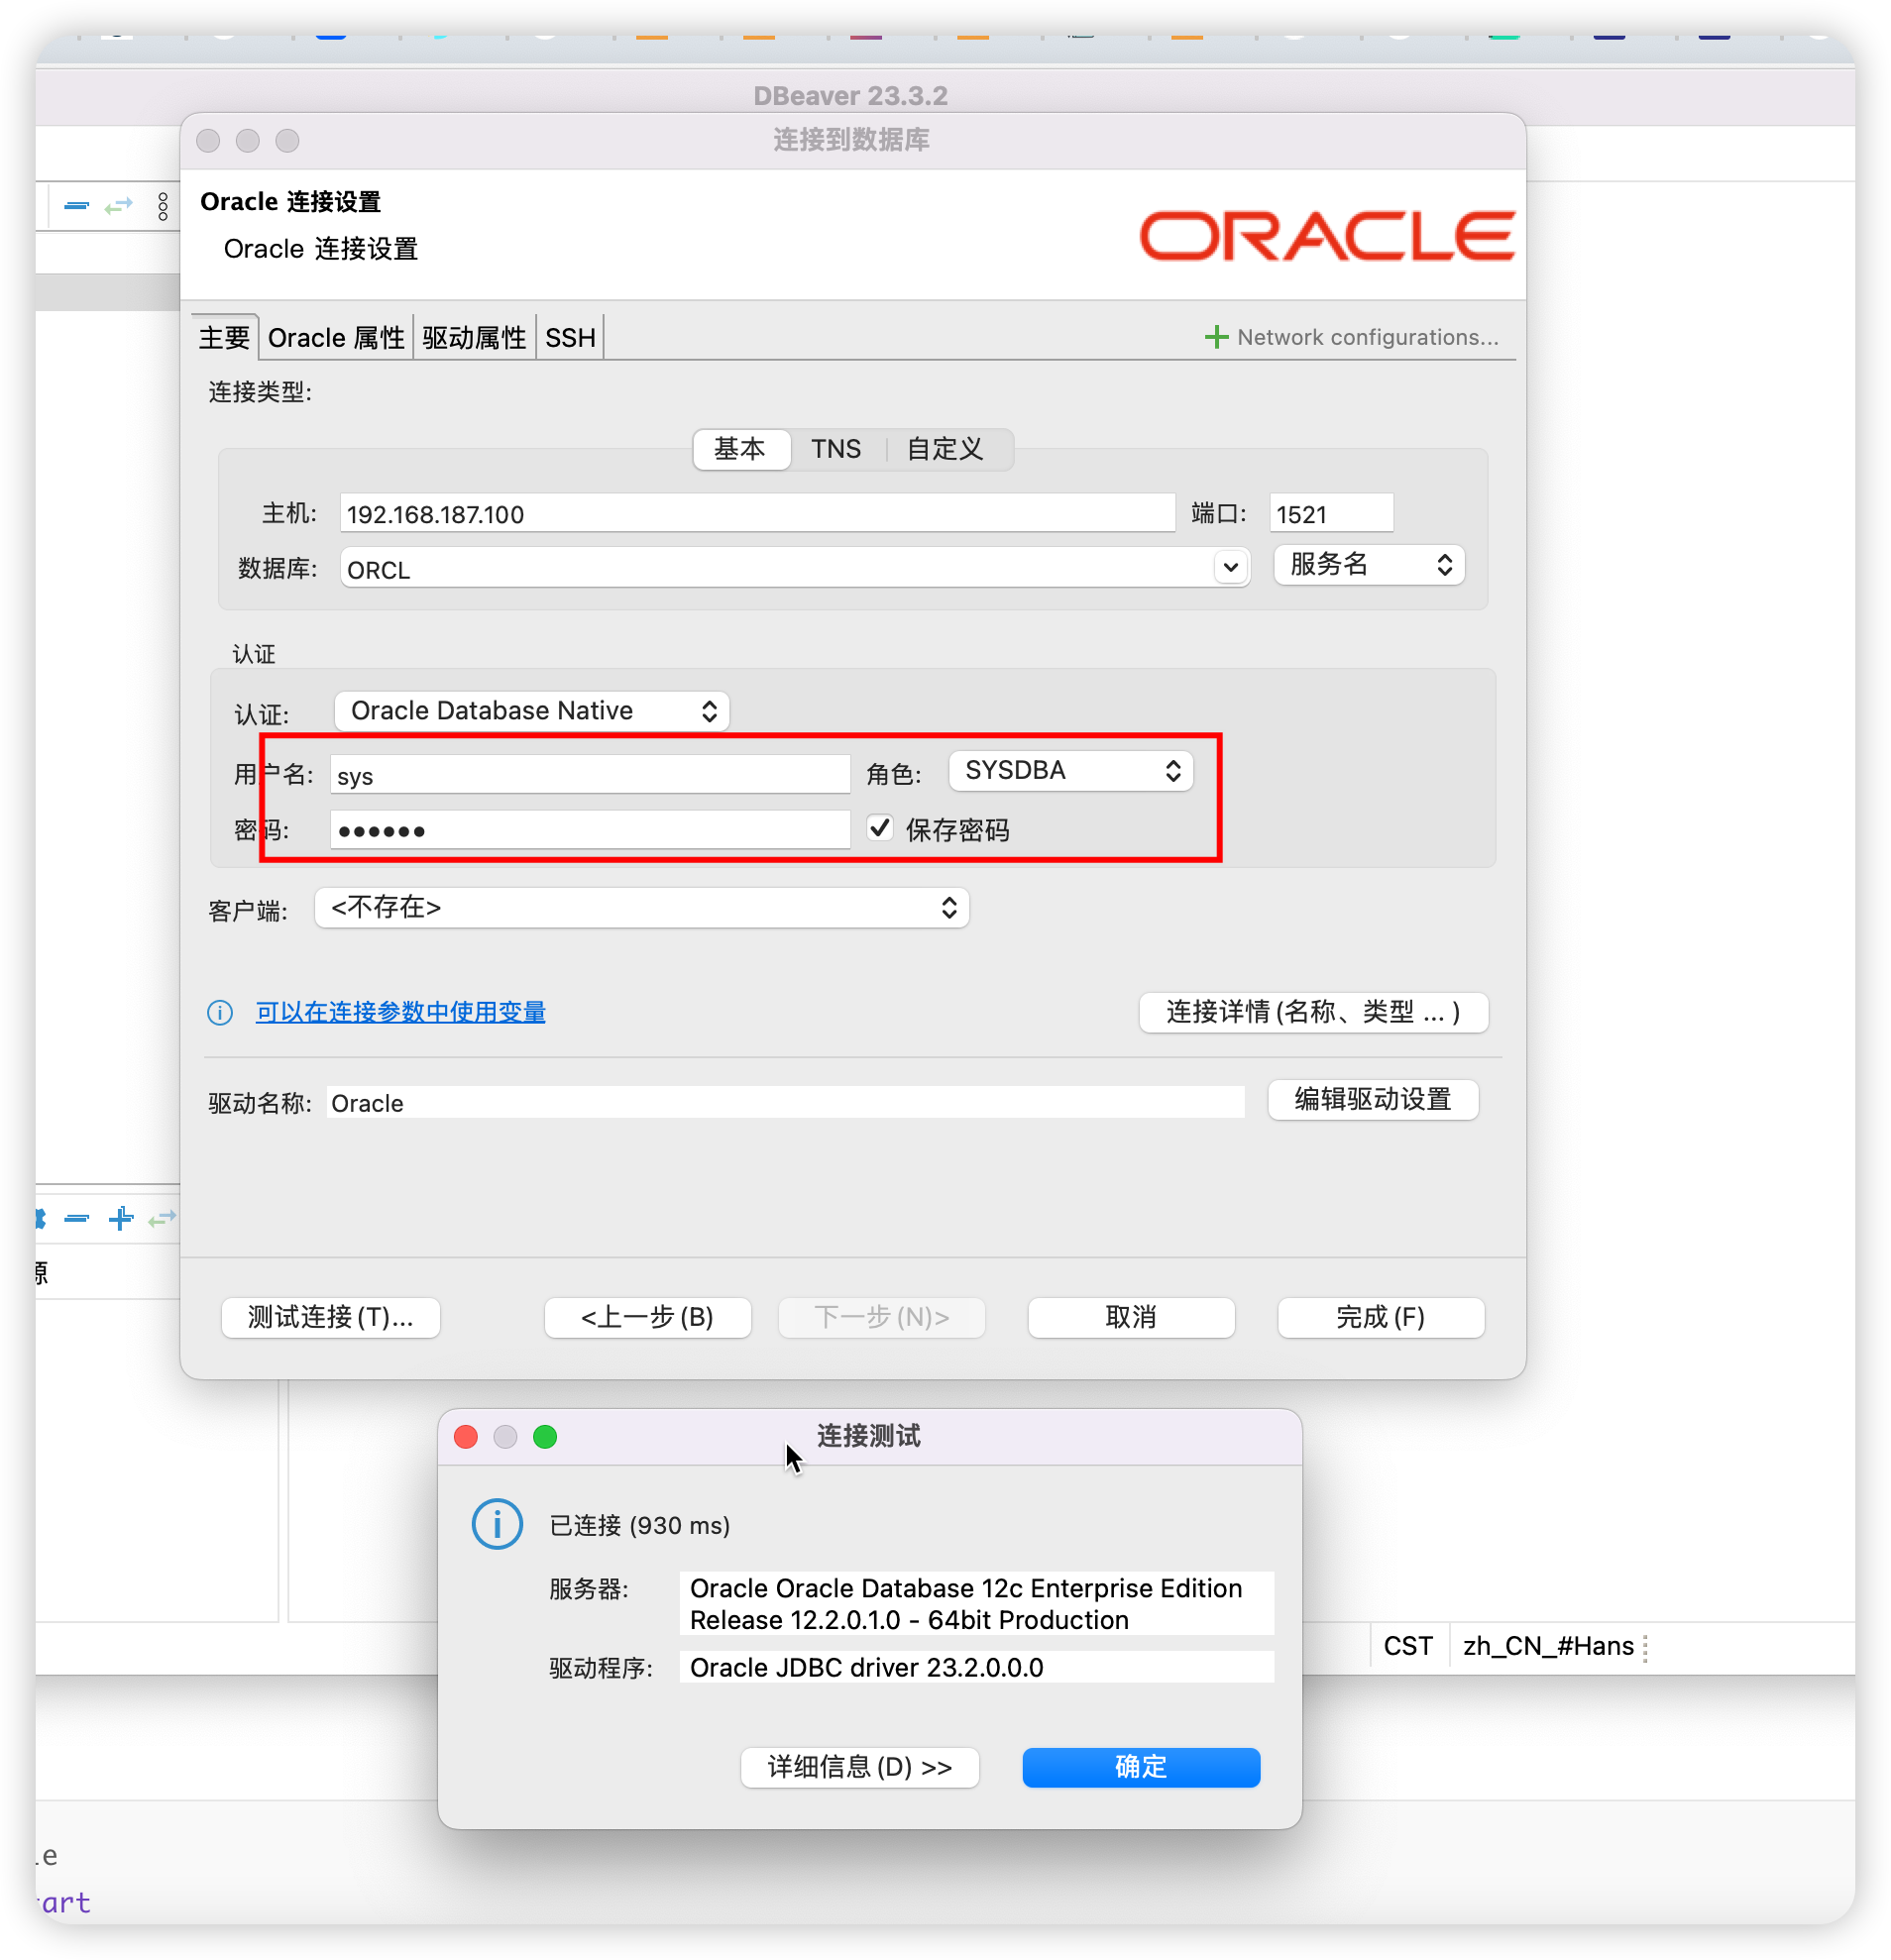 DBeaver 23.3.2
连接到数据库
Oracle 连接设置
Oracle 连接设置
ORACLE
主要 Oracle 属性 驱动属性 SSH Network configurations...
连接类型:
基本 TNS 自定义
主机: 192.168.187.100 端口: 1521
数据库: ORCL 服务名
认证
认证: Oracle Database Native
用户名: sys 角色: SYSDBA
密码: •••••• 保存密码
客户端: <不存在>
可以在连接参数中使用变量 连接详情(名称、类型 ... )
驱动名称: Oracle 编辑驱动设置
源
测试连接(T)... <上一步(B) 下一步(N)> 取消 完成(F)
连接测试
已连接 (930 ms)
服务器: Oracle Oracle Database 12c Enterprise Edition
Release 12.2.0.1.0 - 64bit Production
CST zh_CN_#Hans
驱动程序: Oracle JDBC driver 23.2.0.0.0
详细信息(D) >> 确定
le
art